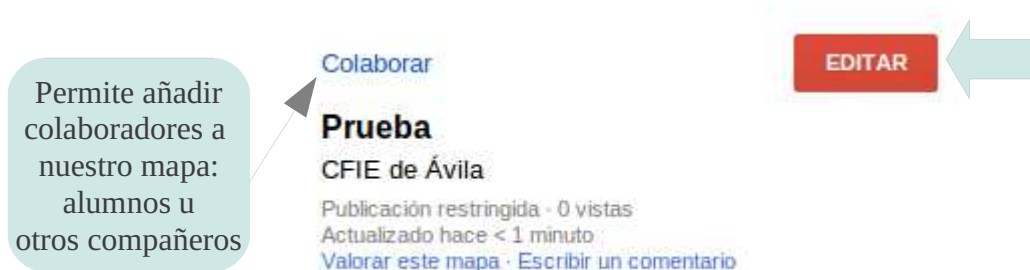 Colaborar
EDITAR
Permite añadir
colaboradores a
nuestro mapa:
alumnos u
otros compañeros
Prueba
CFIE de Ávila
Publicación restringida · 0 vistas
Actualizado hace < 1 minuto
Valorar este mapa · Escribir un comentario